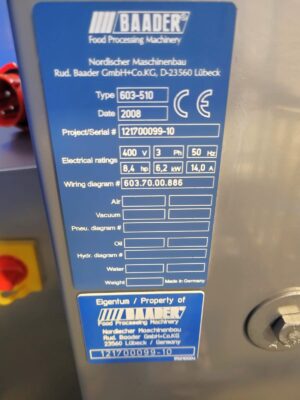 BAADER
Food Processing Machinery
Nordischer Maschinenbau
Rud. Baader GmbH+Co.KG, D-23560 Lübeck
Type 603-510
Date 2008
CE
Project/Serial # 121700099-10
Electrical ratings 400 V 3 Ph 50 Hz
8,4 hp 6,2 kW 14,0 A
Wiring diagram # 603.70.00.886
Air
Vacuum
Pneu. diagram #
Oil
Hydr. diagram #
Water
Weight Made in Germany
Eigentum / Property of
BAADER
Food Processing Machinery
Nordischer Maschinenbau
Rud. Baader GmbH+Co.KG
23560 Lübeck / Germany
121700099-10